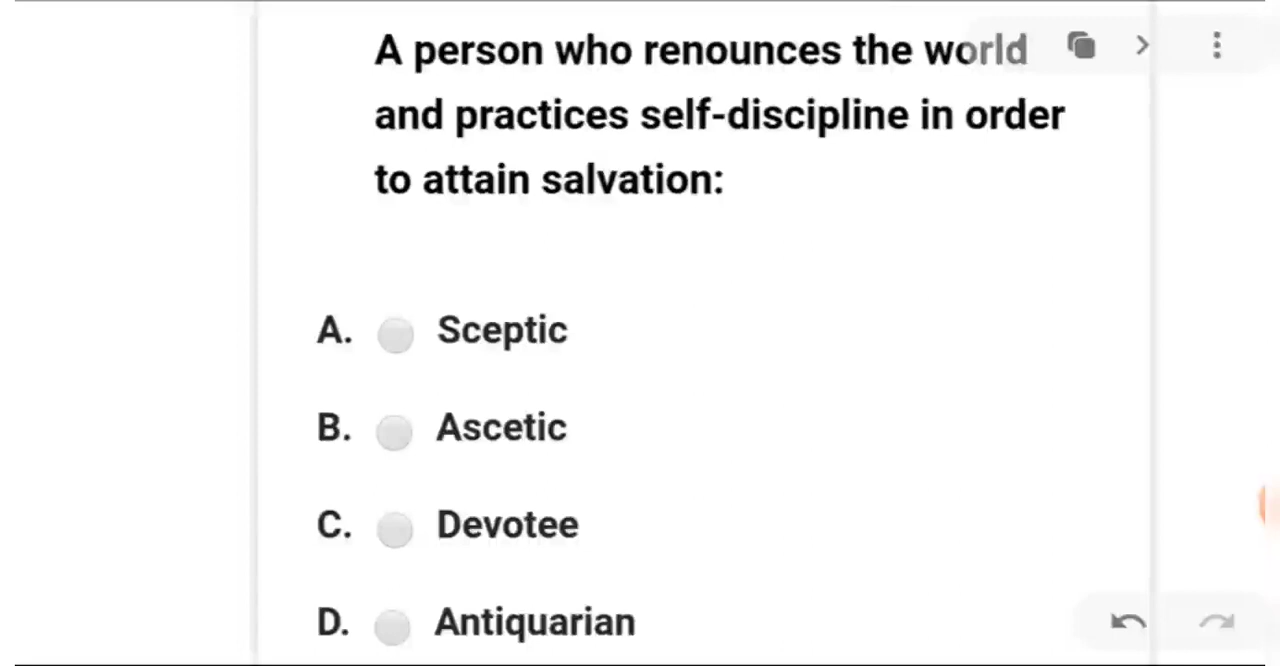 A person who renounces the world
and practices self-discipline in order
to attain salvation:
A. Sceptic
B. Ascetic
C. Devotee
D. Antiquarian